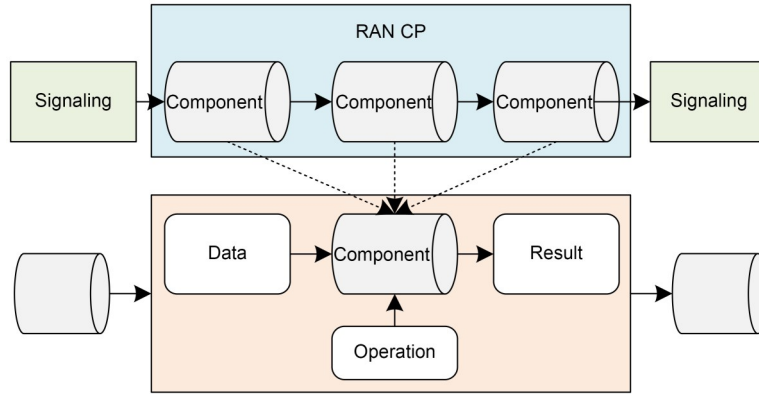 RAN CP
Signaling
Component
Component
Component
Signaling
Data
Component
Result
Operation